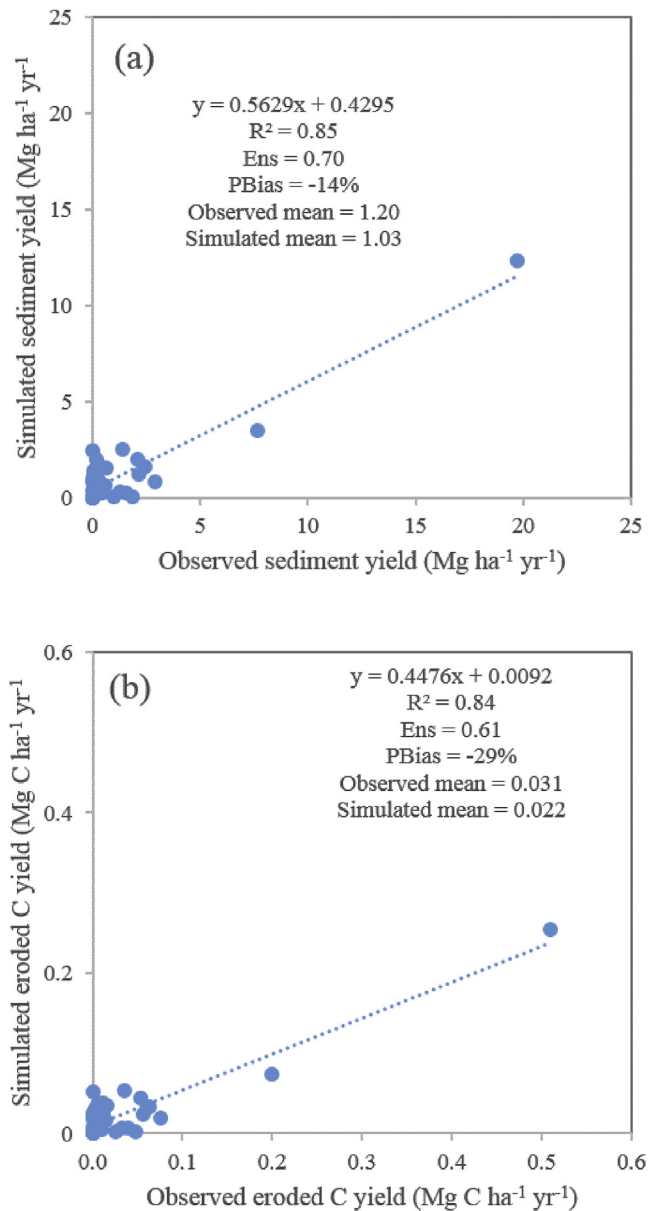 (a)
y = 0.5629x + 0.4295
R² = 0.85
Ens = 0.70
PBias = -14%
Observed mean = 1.20
Simulated mean = 1.03
Simulated sediment yield (Mg ha⁻¹ yr⁻¹)
25
20
15
10
5
0
0 5 10 15 20 25
Observed sediment yield (Mg ha⁻¹ yr⁻¹)
(b)
y = 0.4476x + 0.0092
R² = 0.84
Ens = 0.61
PBias = -29%
Observed mean = 0.031
Simulated mean = 0.022
Simulated eroded C yield (Mg C ha⁻¹ yr⁻¹)
0.6
0.4
0.2
0
0.0 0.1 0.2 0.3 0.4 0.5 0.6
Observed eroded C yield (Mg C ha⁻¹ yr⁻¹)